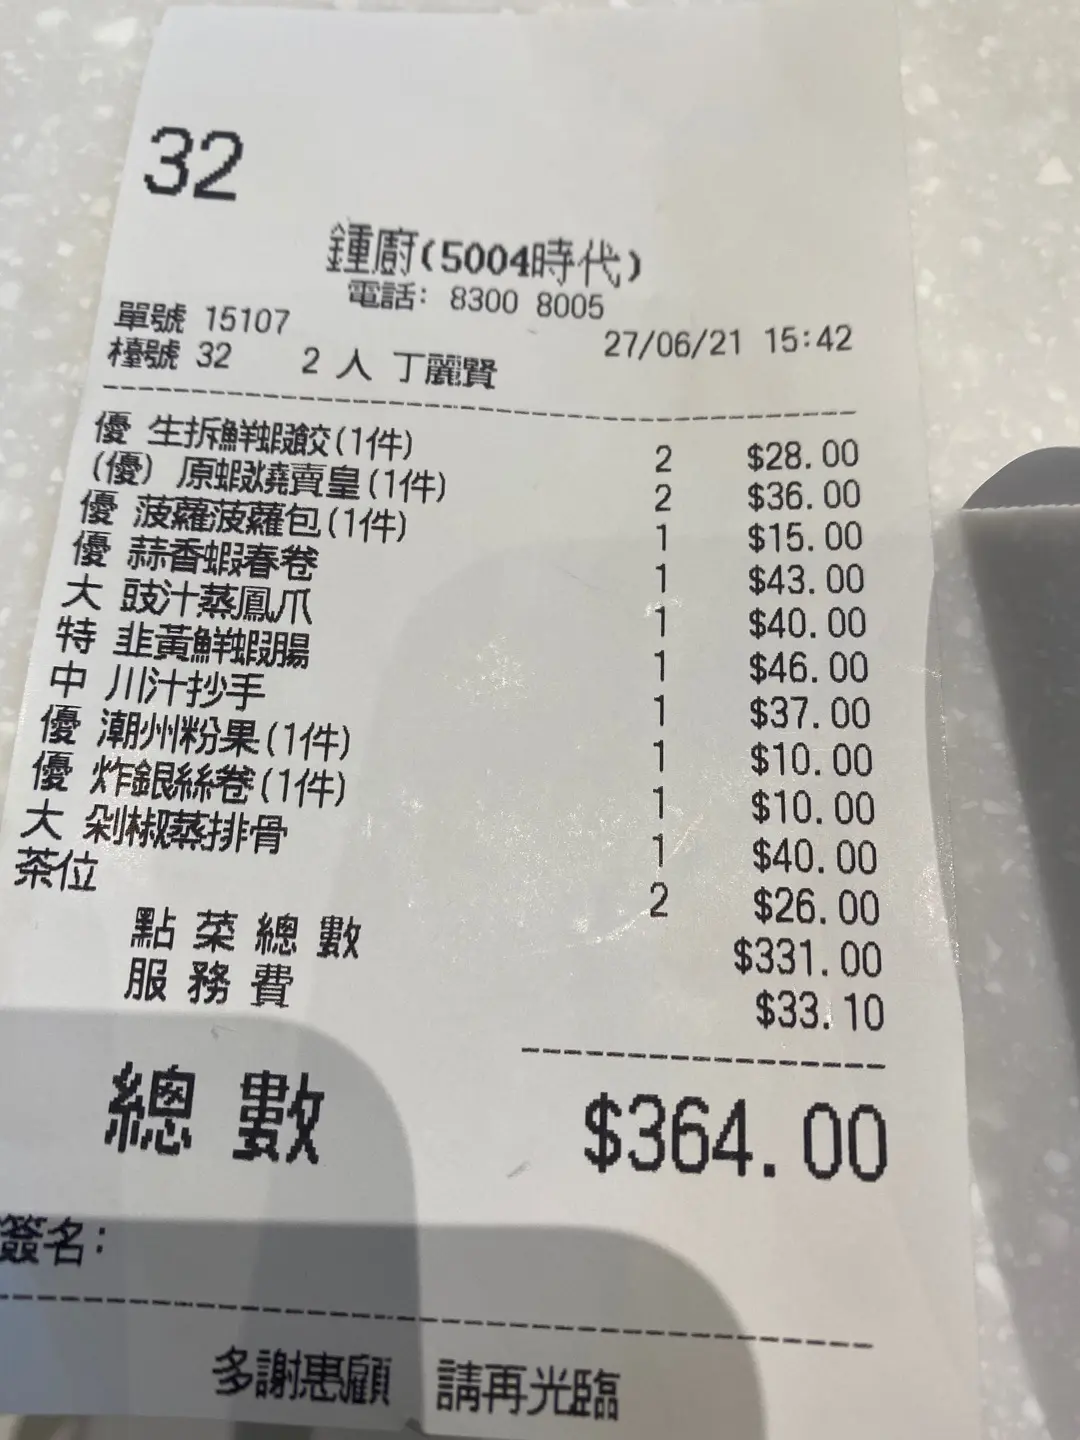 32
鍾廚(5004時代)
電話: 8300 8005
單號 15107 27/06/21 15:42
檯號 32 2 人 丁麗賢
優 生拆鮮蝦餃(1件) 2 $28.00
(優) 原蝦燒賣皇(1件) 2 $36.00
優 菠蘿菠蘿包(1件) 1 $15.00
優 蒜香蝦春卷 1 $43.00
大 豉汁蒸鳳爪 1 $40.00
特 韭黃鮮蝦腸 1 $46.00
中 川汁抄手 1 $37.00
優 潮州粉果(1件) 1 $10.00
優 炸銀絲卷(1件) 1 $10.00
大 剁椒蒸排骨 1 $40.00
茶位 2 $26.00
點菜總數 $331.00
服務費 $33.10
總數 $364.00
簽名:
多謝惠顧 請再光臨